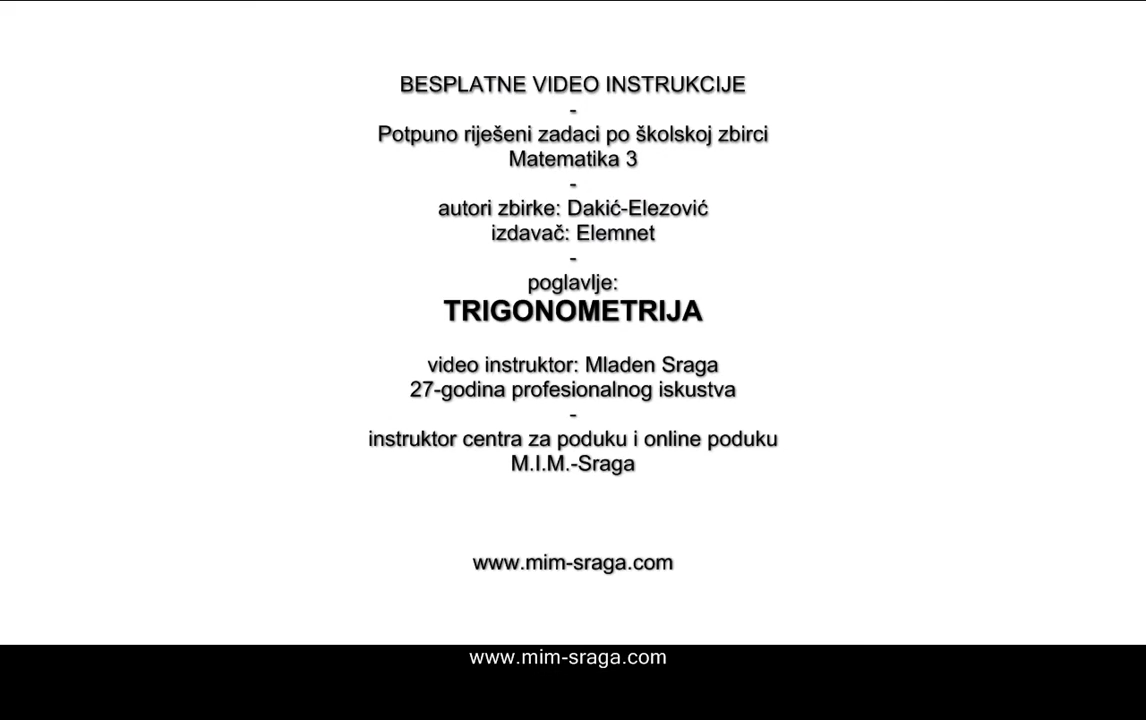 BESPLATNE VIDEO INSTRUKCIJE
-
Potpuno riješeni zadaci po školskoj zbirci
Matematika 3
-
autori zbirke: Dakić-Elezović
izdavač: Elemnet
-
poglavlje:
TRIGONOMETRIJA
video instruktor: Mladen Sraga
27-godina profesionalnog iskustva
-
instruktor centra za poduku i online poduku
M.I.M.-Sraga
www.mim-sraga.com
www.mim-sraga.com